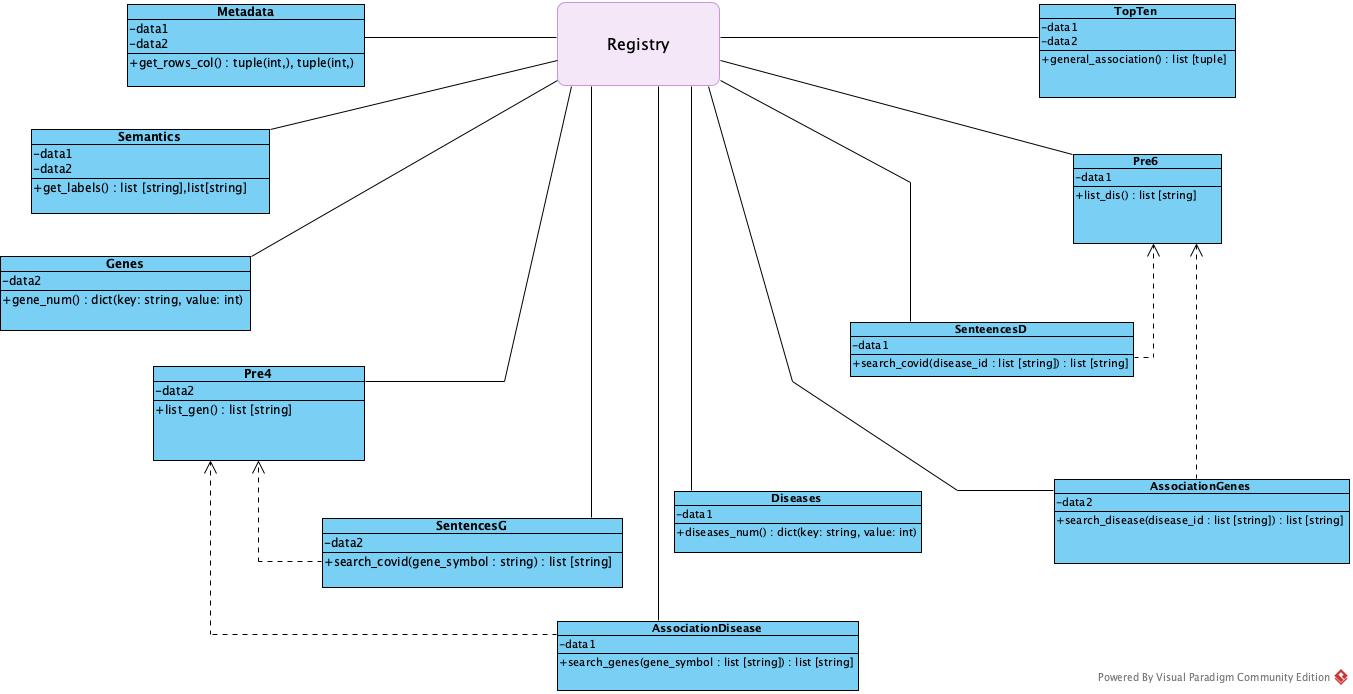 Metadata
-data1
-data2
+get_rows_col() : tuple(int,), tuple(int,)
Registry
TopTen
-data1
-data2
+general_association() : list [tuple]
Semantics
-data1
-data2
+get_labels() : list [string],list[string]
Pre6
-data1
+list_dis() : list [string]
Genes
-data2
+gene_num() : dict(key: string, value: int)
SenteencesD
-data1
+search_covid(disease_id : list [string]) : list [string]
Pre4
-data2
+list_gen() : list [string]
AssociationGenes
-data2
+search_disease(disease_id : list [string]) : list [string]
Diseases
-data1
+diseases_num() : dict(key: string, value: int)
SentencesG
-data2
+search_covid(gene_symbol : string) : list [string]
AssociationDisease
-data1
+search_genes(gene_symbol : list [string]) : list [string]
Powered By Visual Paradigm Community Edition